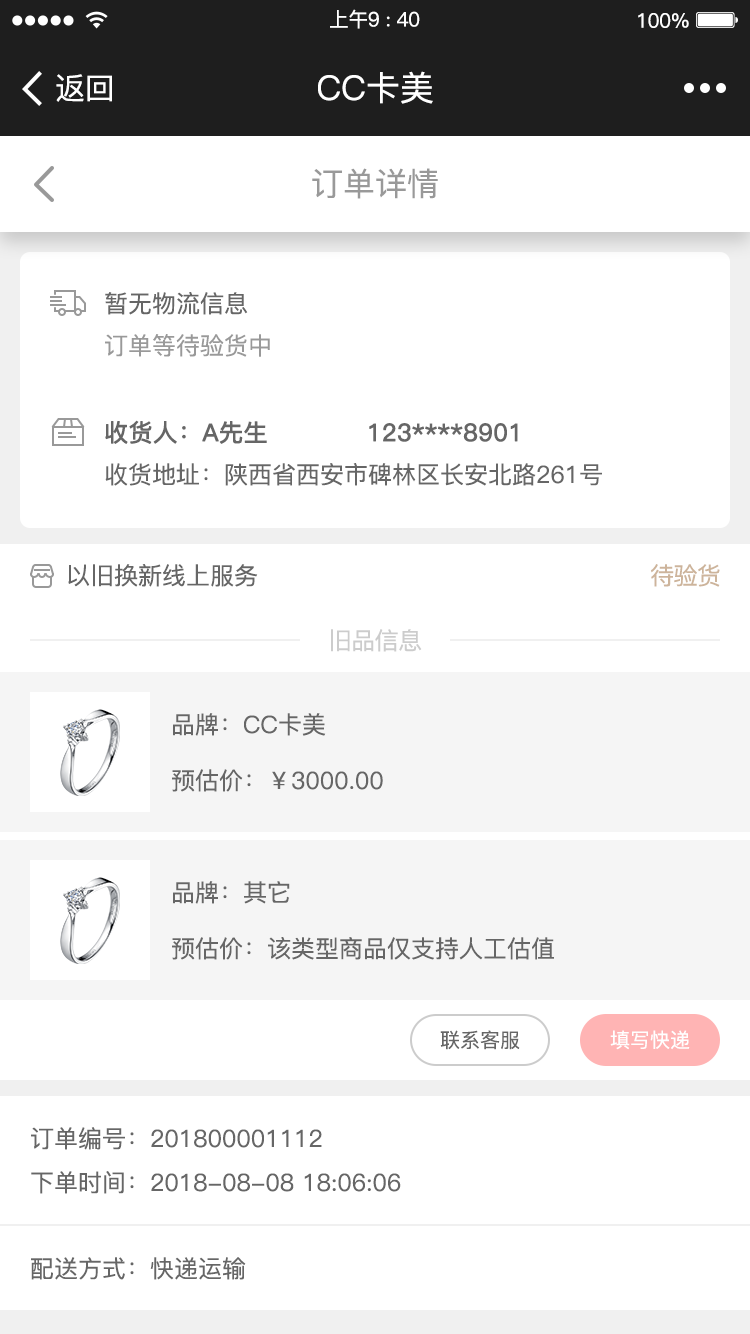 上午9 : 40
100%
返回
CC卡美
订单详情
暂无物流信息
订单等待验货中
收货人：A先生 123****8901
收货地址：陕西省西安市碑林区长安北路261号
以旧换新线上服务 待验货
旧品信息
品牌：CC卡美
预估价：￥3000.00
品牌：其它
预估价：该类型商品仅支持人工估值
联系客服 填写快递
订单编号：201800001112
下单时间：2018–08–08 18:06:06
配送方式：快递运输